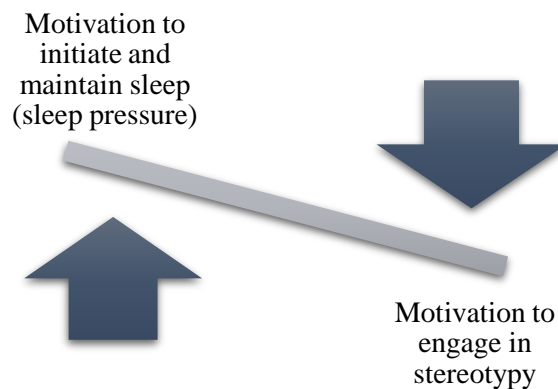 Motivation to
initiate and
maintain sleep
(sleep pressure)
Motivation to
engage in
stereotypy